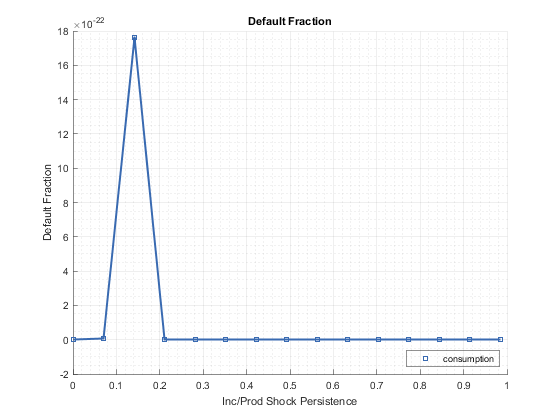 Default Fraction
×10-22
18
16
14
12
10
8
6
4
2
0
-2
Default Fraction
0 0.1 0.2 0.3 0.4 0.5 0.6 0.7 0.8 0.9 1
Inc/Prod Shock Persistence
consumption